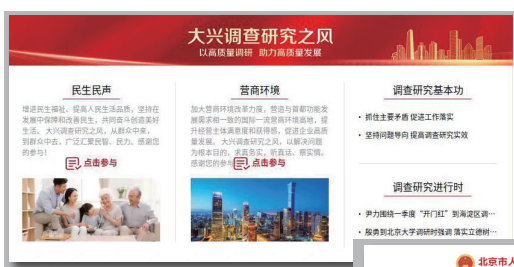 大兴调查研究之风
以高质量调研 助力高质量发展
民生民声
增进民生福祉、提高人民生活品质，坚持在
发展中保障和改善民生，共同奋斗创造美好
生活。大兴调查研究之风，从群众中来、
到群众中去，广泛汇聚民智、民力。感谢您
的参与！
点击参与
营商环境
加大营商环境改革力度，营造与首都功能发
展需求相一致的国际一流营商环境高地，提
升经营主体满意度和获得感，促进企业高质
量发展。大兴调查研究之风，以解决问题
为根本目的，求真务实，听真话、察实情。
感谢您的参与
点击参与
调查研究基本功
• 抓住主要矛盾 促进工作落实
• 坚持问题导向 提高调查研究实效
调查研究进行时
• 尹力围绕一季度“开门红”到海淀区调…
• 殷勇到北京大学调研时强调 落实立德树…
北京市人